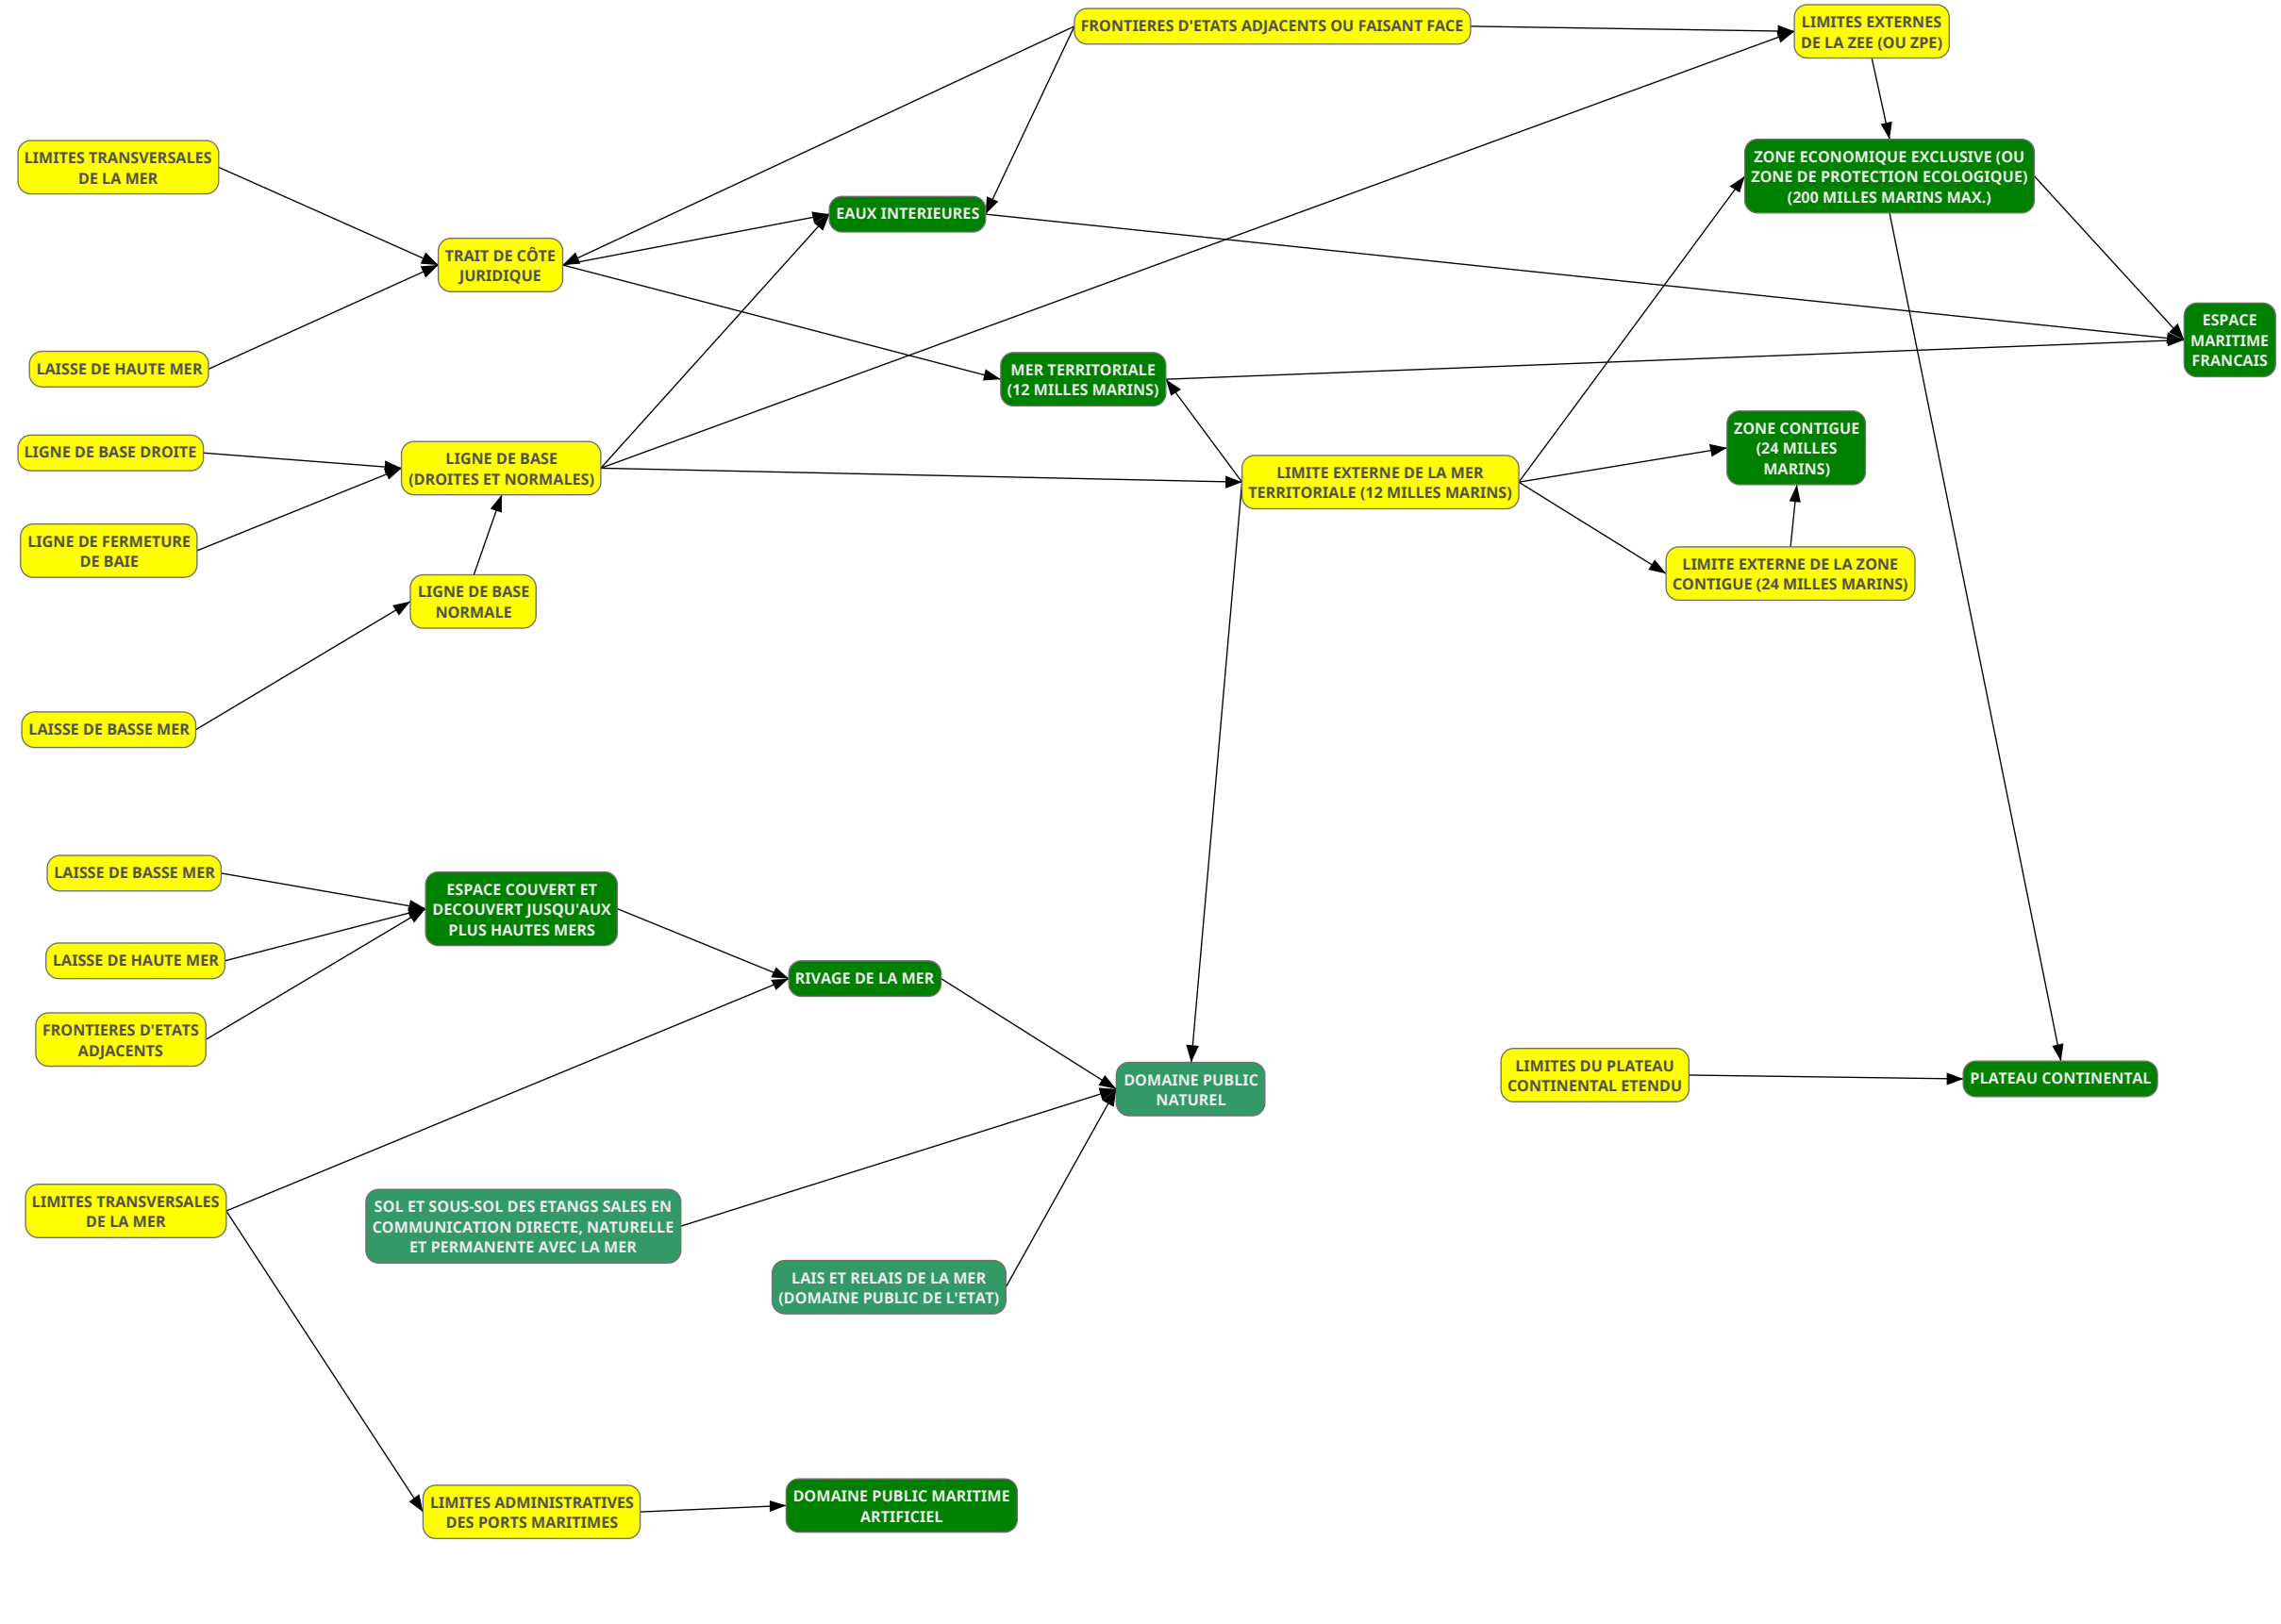 FRONTIERES D'ETATS ADJACENTS OU FAISANT FACE
LIMITES EXTERNES
DE LA ZEE (OU ZPE)
LIMITES TRANSVERSALES
DE LA MER
ZONE ECONOMIQUE EXCLUSIVE (OU
ZONE DE PROTECTION ECOLOGIQUE)
(200 MILLES MARINS MAX.)
EAUX INTERIEURES
TRAIT DE CÔTE
JURIDIQUE
ESPACE
MARITIME
FRANCAIS
LAISSE DE HAUTE MER
MER TERRITORIALE
(12 MILLES MARINS)
ZONE CONTIGUE
(24 MILLES
MARINS)
LIGNE DE BASE DROITE
LIGNE DE BASE
(DROITES ET NORMALES)
LIMITE EXTERNE DE LA MER
TERRITORIALE (12 MILLES MARINS)
LIGNE DE FERMETURE
DE BAIE
LIMITE EXTERNE DE LA ZONE
CONTIGUE (24 MILLES MARINS)
LIGNE DE BASE
NORMALE
LAISSE DE BASSE MER
LAISSE DE BASSE MER
ESPACE COUVERT ET
DECOUVERT JUSQU'AUX
PLUS HAUTES MERS
LAISSE DE HAUTE MER
RIVAGE DE LA MER
FRONTIERES D'ETATS
ADJACENTS
DOMAINE PUBLIC
NATUREL
LIMITES DU PLATEAU
CONTINENTAL ETENDU
PLATEAU CONTINENTAL
LIMITES TRANSVERSALES
DE LA MER
SOL ET SOUS-SOL DES ETANGS SALES EN
COMMUNICATION DIRECTE, NATURELLE
ET PERMANENTE AVEC LA MER
LAIS ET RELAIS DE LA MER
(DOMAINE PUBLIC DE L'ETAT)
LIMITES ADMINISTRATIVES
DES PORTS MARITIMES
DOMAINE PUBLIC MARITIME
ARTIFICIEL